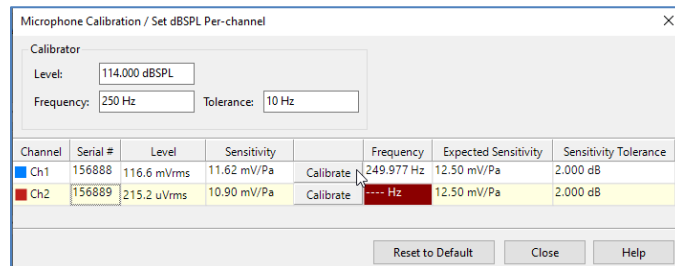 Microphone Calibration / Set dBSPL Per-channel
Calibrator
Level: 114.000 dBSPL
Frequency: 250 Hz Tolerance: 10 Hz
Channel Serial # Level Sensitivity Frequency Expected Sensitivity Sensitivity Tolerance
Ch1 156888 116.6 mVrms 11.62 mV/Pa Calibrate 249.977 Hz 12.50 mV/Pa 2.000 dB
Ch2 156889 215.2 uVrms 10.90 mV/Pa Calibrate ---- Hz 12.50 mV/Pa 2.000 dB
Reset to Default Close Help